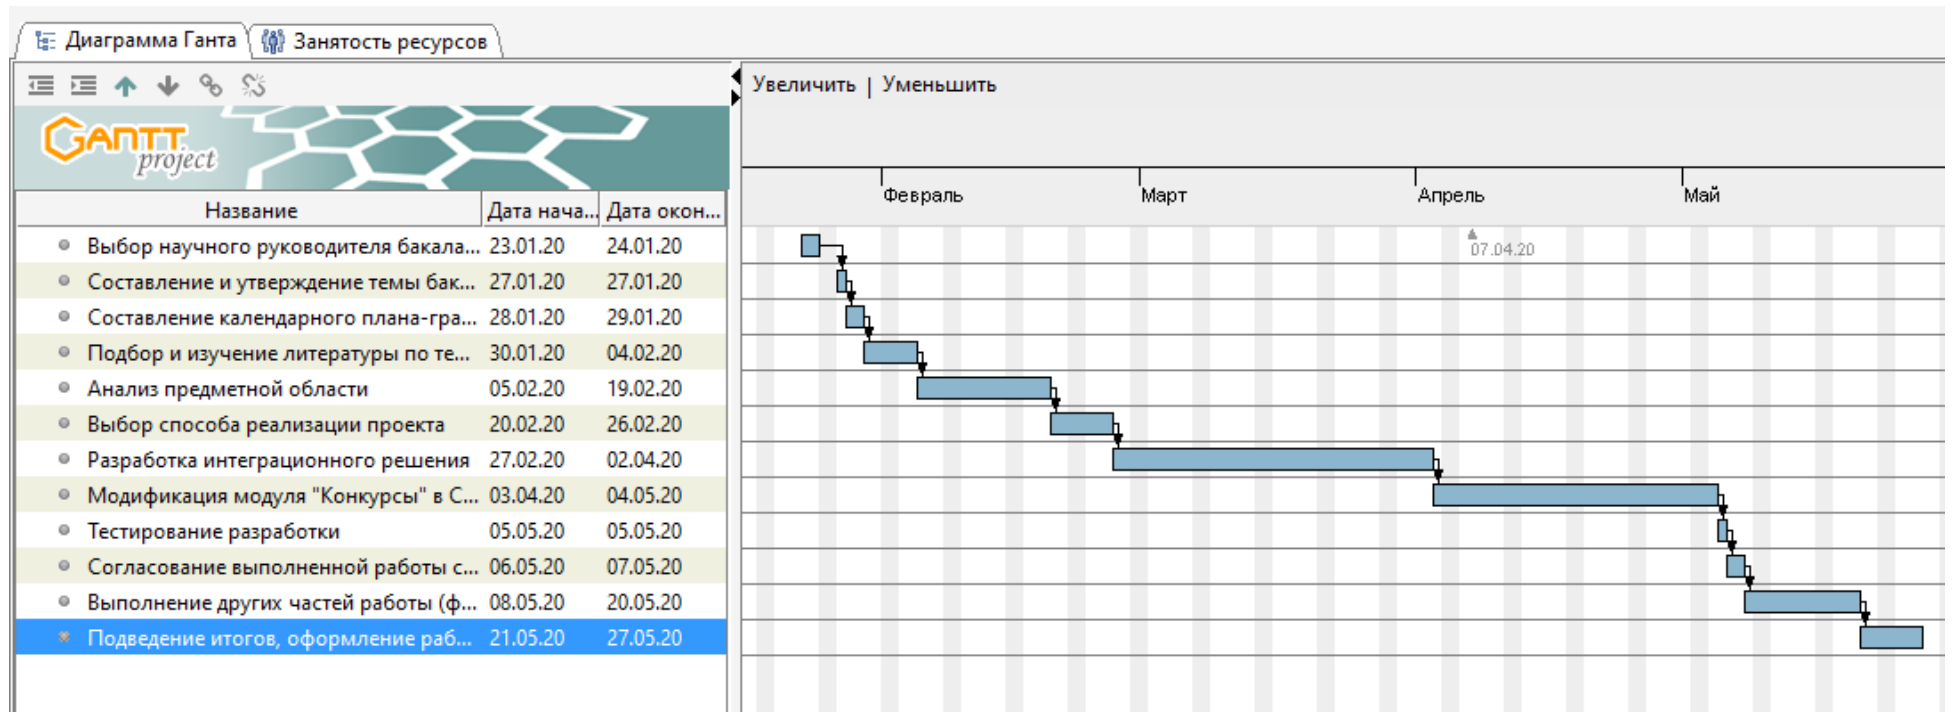 Диаграмма Ганта Занятость ресурсов
Увеличить | Уменьшить
GANTT
project
Февраль Март Апрель Май
Название Дата нача... Дата окон...
07.04.20
Выбор научного руководителя бакала... 23.01.20 24.01.20
Составление и утверждение темы бак... 27.01.20 27.01.20
Составление календарного плана-гра... 28.01.20 29.01.20
Подбор и изучение литературы по те... 30.01.20 04.02.20
Анализ предметной области 05.02.20 19.02.20
Выбор способа реализации проекта 20.02.20 26.02.20
Разработка интеграционного решения 27.02.20 02.04.20
Модификация модуля "Конкурсы" в С... 03.04.20 04.05.20
Тестирование разработки 05.05.20 05.05.20
Согласование выполненной работы с... 06.05.20 07.05.20
Выполнение других частей работы (ф... 08.05.20 20.05.20
Подведение итогов, оформление раб... 21.05.20 27.05.20